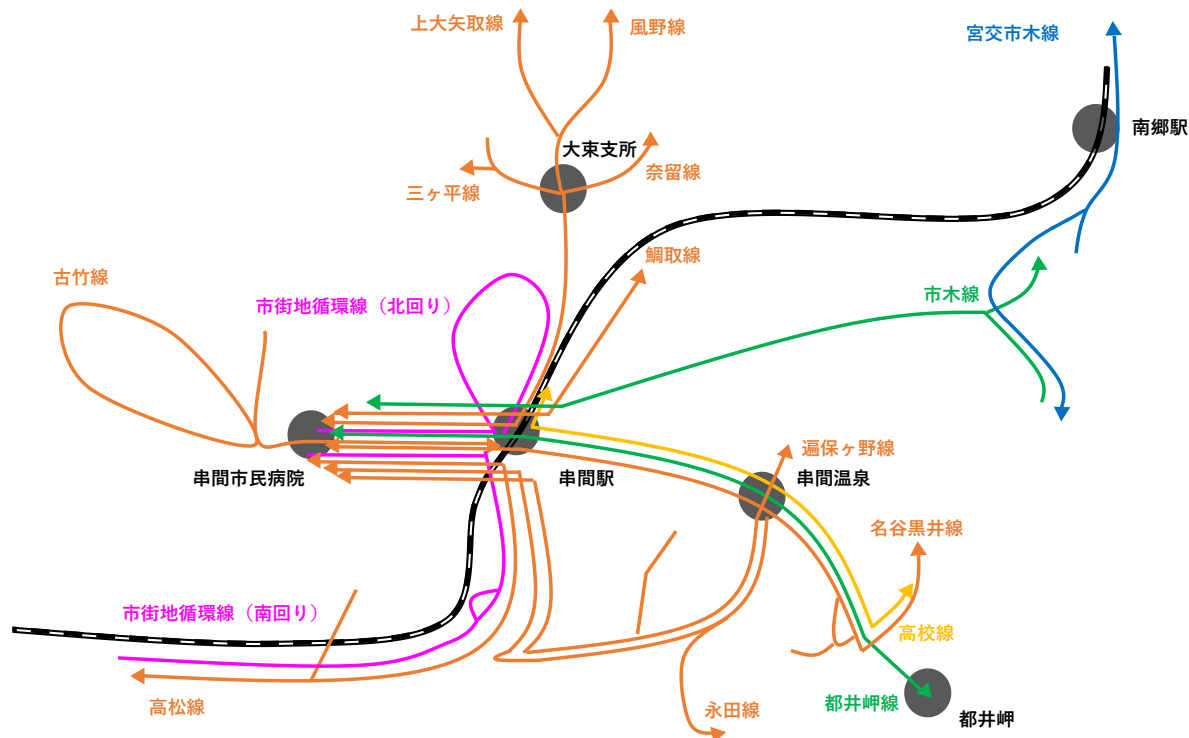 上大矢取線
風野線
宮交市木線
南郷駅
大束支所
奈留線
三ヶ平線
鯛取線
古竹線
市街地循環線（北回り）
市木線
遍保ヶ野線
串間市民病院
串間駅
串間温泉
名谷黒井線
市街地循環線（南回り）
高校線
高松線
永田線
都井岬線
都井岬